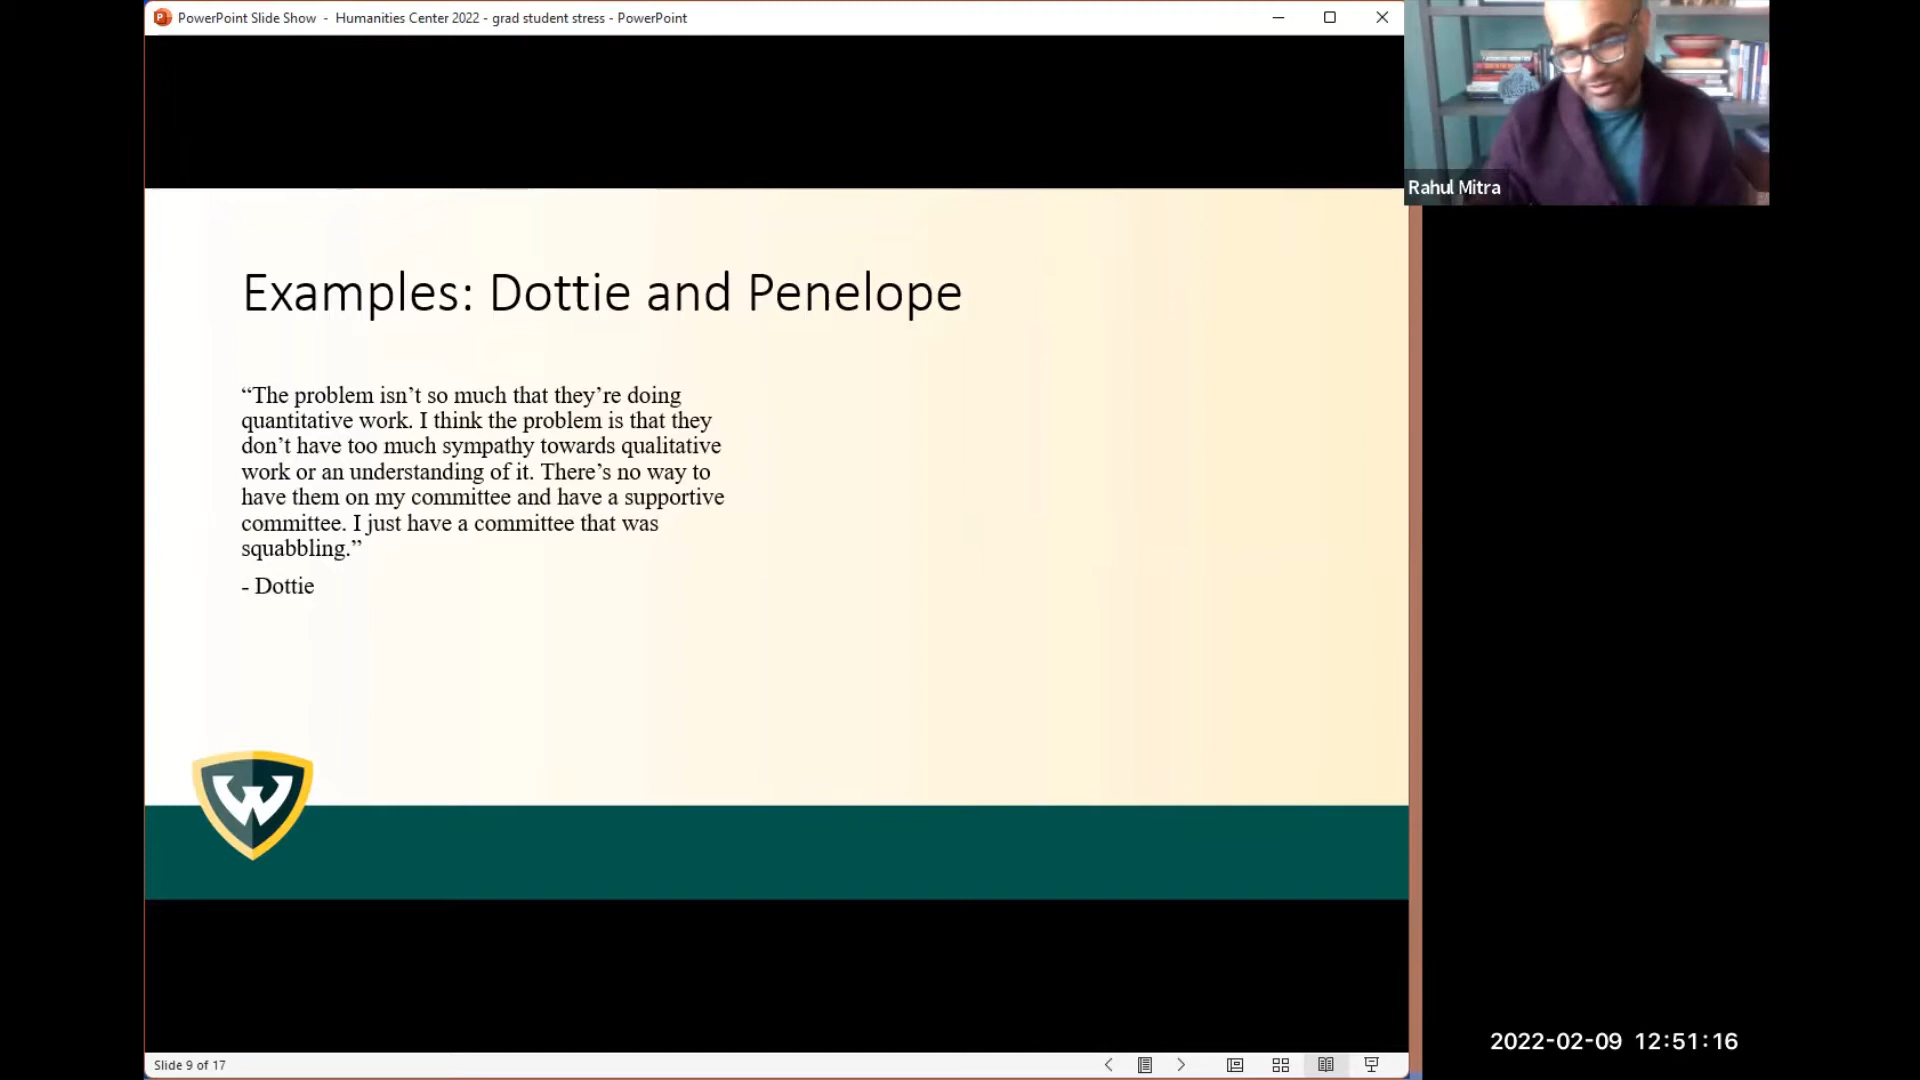 PowerPoint Slide Show - Humanities Center 2022 - grad student stress - PowerPoint
Rahul Mitra
Examples: Dottie and Penelope
“The problem isn’t so much that they’re doing
quantitative work. I think the problem is that they
don’t have too much sympathy towards qualitative
work or an understanding of it. There’s no way to
have them on my committee and have a supportive
committee. I just have a committee that was
squabbling.”
- Dottie
W
2022-02-09 12:51:16
Slide 9 of 17